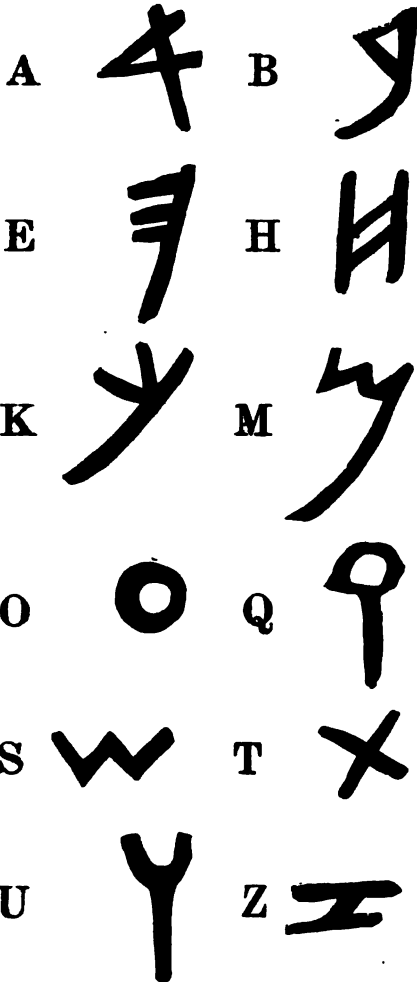 A 𐤀 B 𐤁
E 𐤄 H 𐤇
K 𐤊 M 𐤌
O 𐤏 Q 𐤒
S 𐤔 T 𐤕
U 𐤅 Z 𐤆